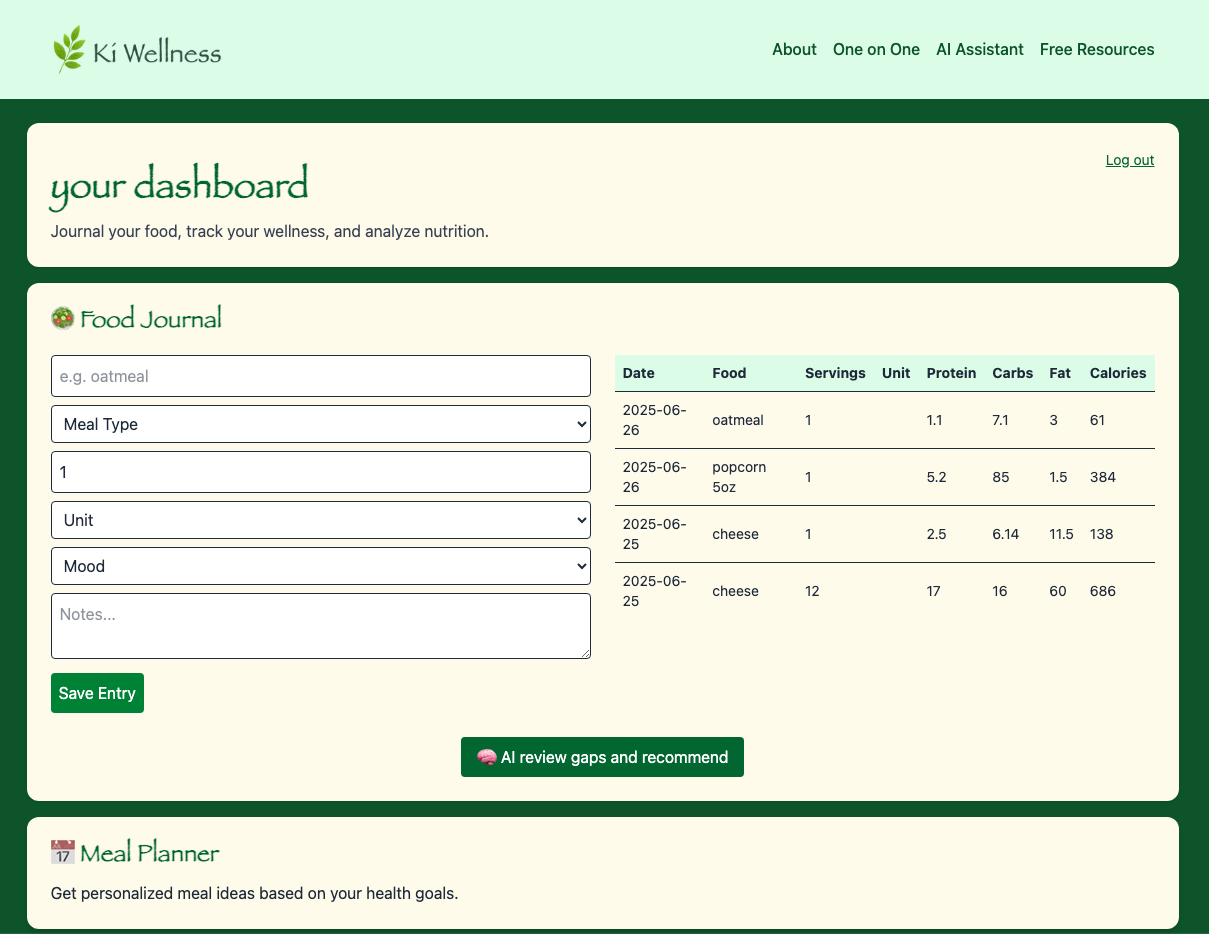 Ki Wellness
About One on One AI Assistant Free Resources
your dashboard
Log out
Journal your food, track your wellness, and analyze nutrition.
Food Journal
e.g. oatmeal
Meal Type
1
Unit
Mood
Notes...
Save Entry
Date Food Servings Unit Protein Carbs Fat Calories
2025-06-
26 oatmeal 1 1.1 7.1 3 61
2025-06-
26 popcorn
5oz 1 5.2 85 1.5 384
2025-06-
25 cheese 1 2.5 6.14 11.5 138
2025-06-
25 cheese 12 17 16 60 686
AI review gaps and recommend
17
Meal Planner
Get personalized meal ideas based on your health goals.